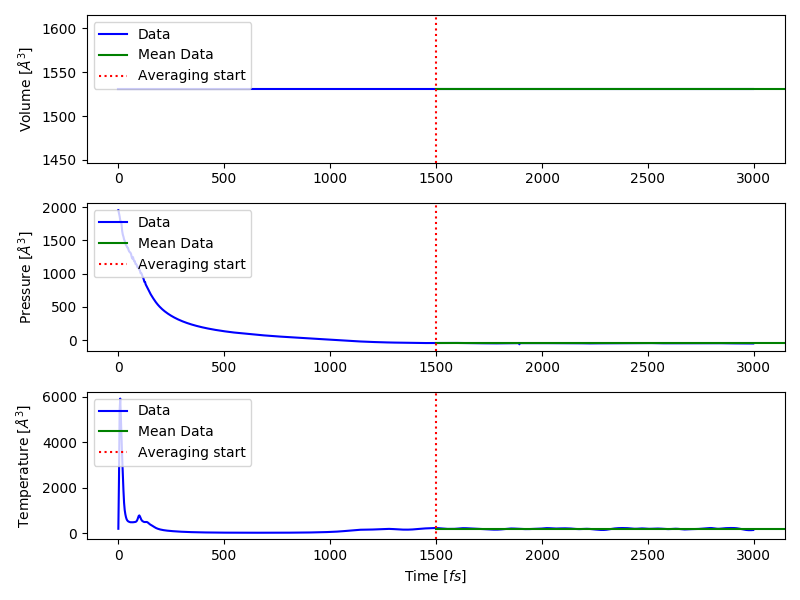 Volume [Å³]
1600
1550
1500
1450
Data
Mean Data
Averaging start
0 500 1000 1500 2000 2500 3000
Pressure [Å³]
2000
1500
1000
500
0
Data
Mean Data
Averaging start
0 500 1000 1500 2000 2500 3000
Temperature [Å³]
6000
4000
2000
0
Data
Mean Data
Averaging start
0 500 1000 1500 2000 2500 3000
Time [fs]